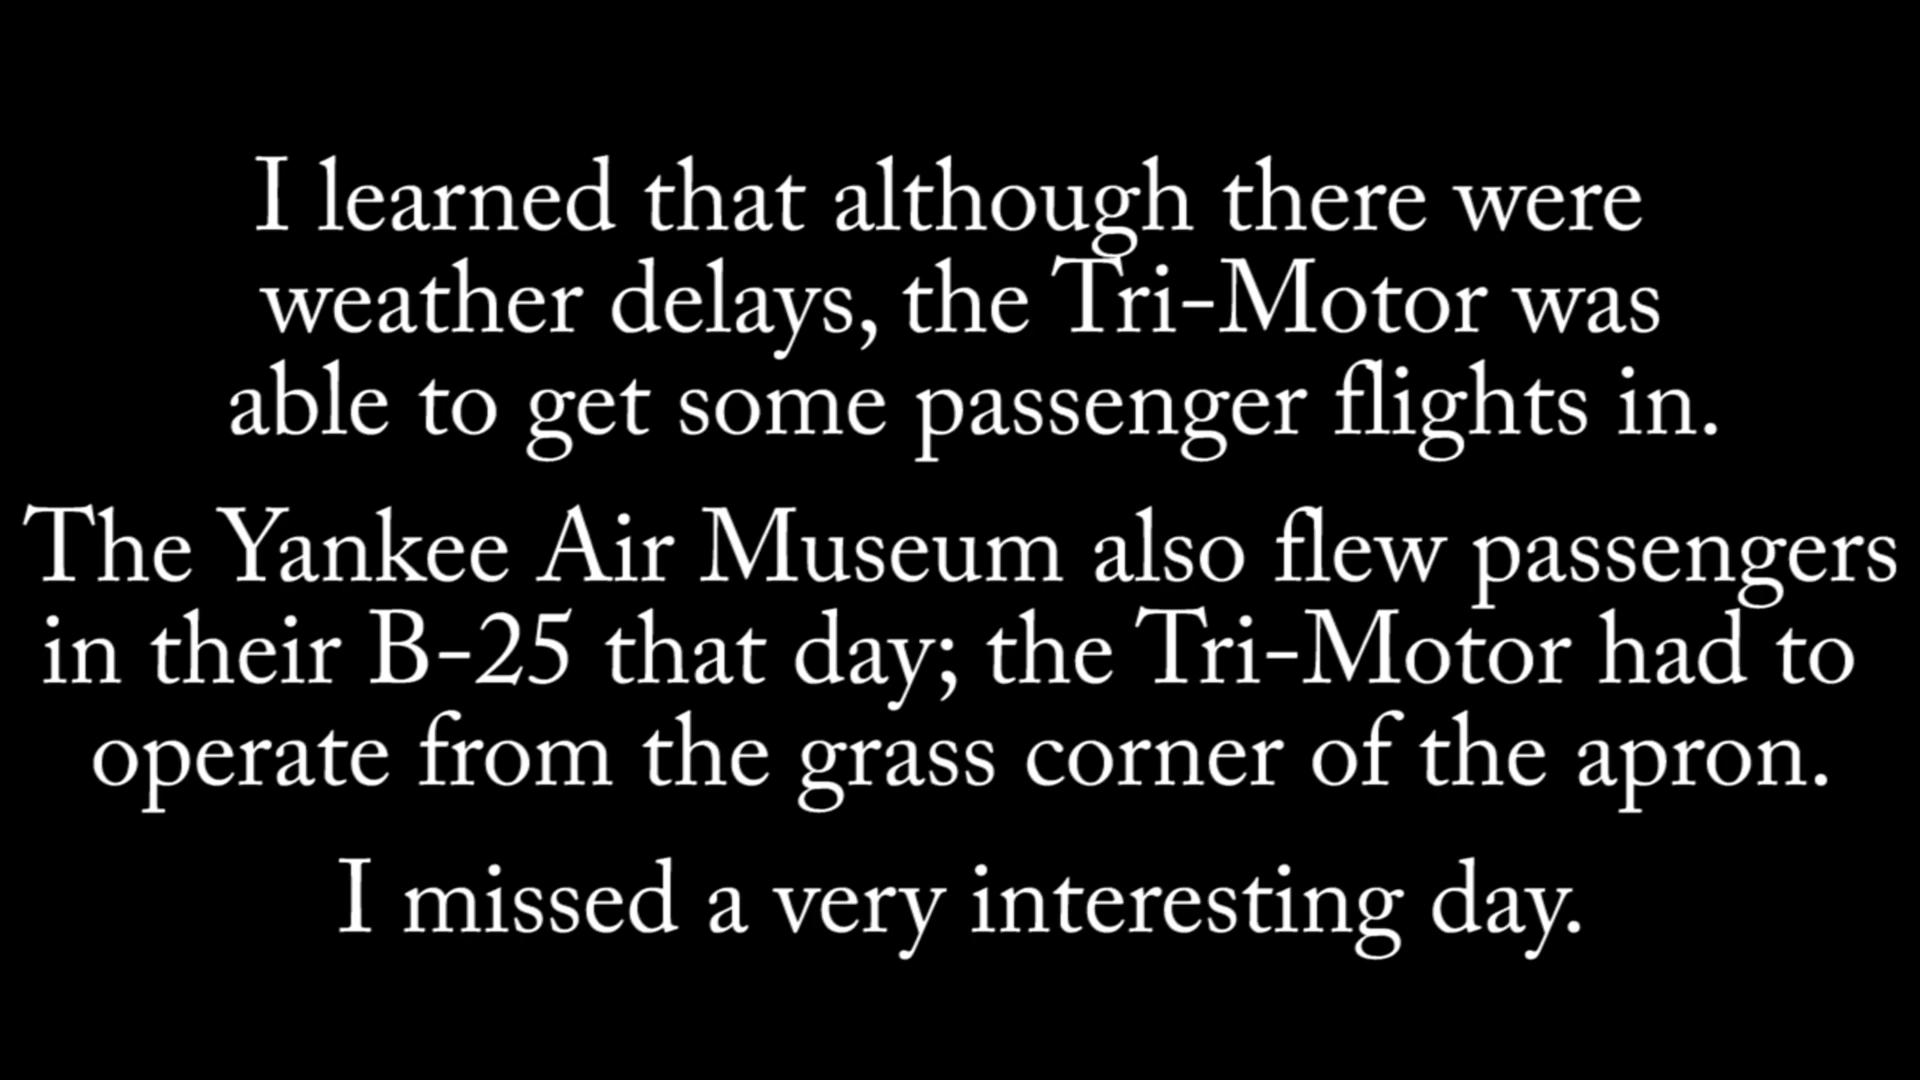 I learned that although there were
weather delays, the Tri-Motor was
able to get some passenger flights in.
The Yankee Air Museum also flew passengers
in their B-25 that day; the Tri-Motor had to
operate from the grass corner of the apron.
I missed a very interesting day.